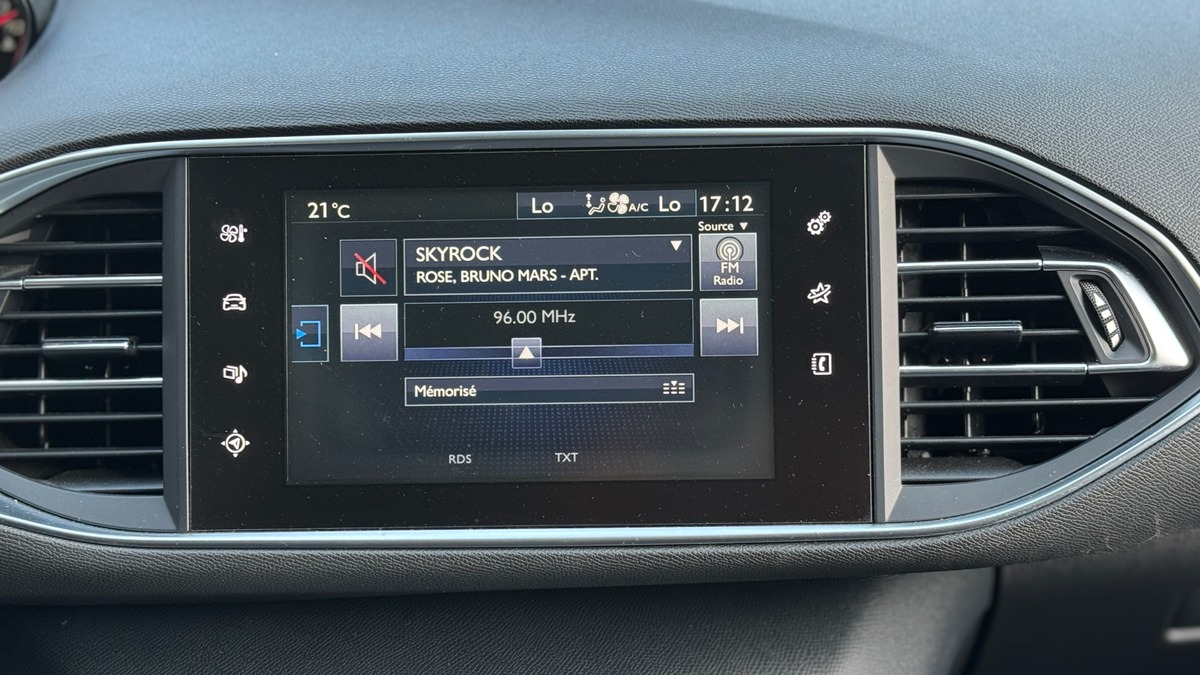 21°C
Lo
A/C
Lo
17:12
Source ▼
SKYROCK
ROSE, BRUNO MARS - APT.
FM
Radio
96.00 MHz
Mémorisé
RDS
TXT